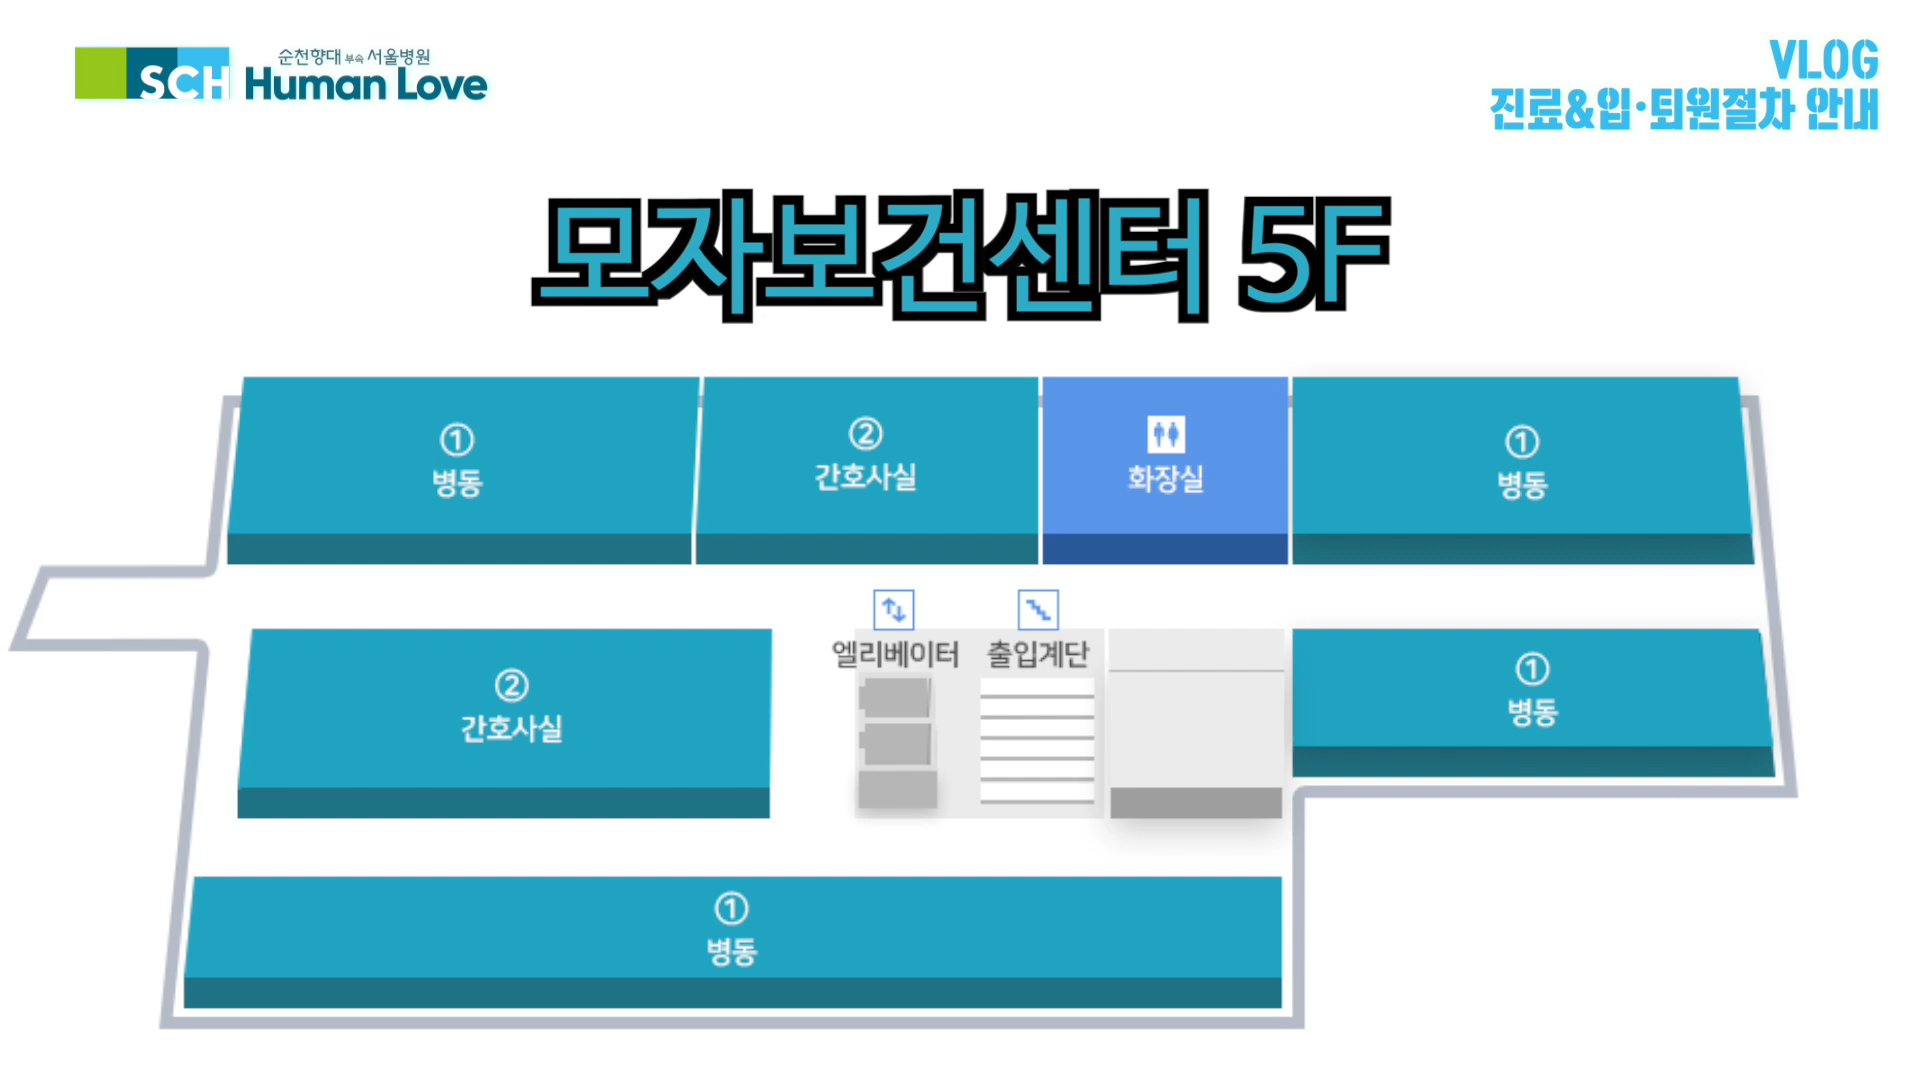 순천향대 부속 서울병원
SCH Human Love
VLOG
진료&입·퇴원절차 안내
모자보건센터 5F
①
병동
②
간호사실
화장실
①
병동
②
간호사실
엘리베이터
출입계단
①
병동
①
병동